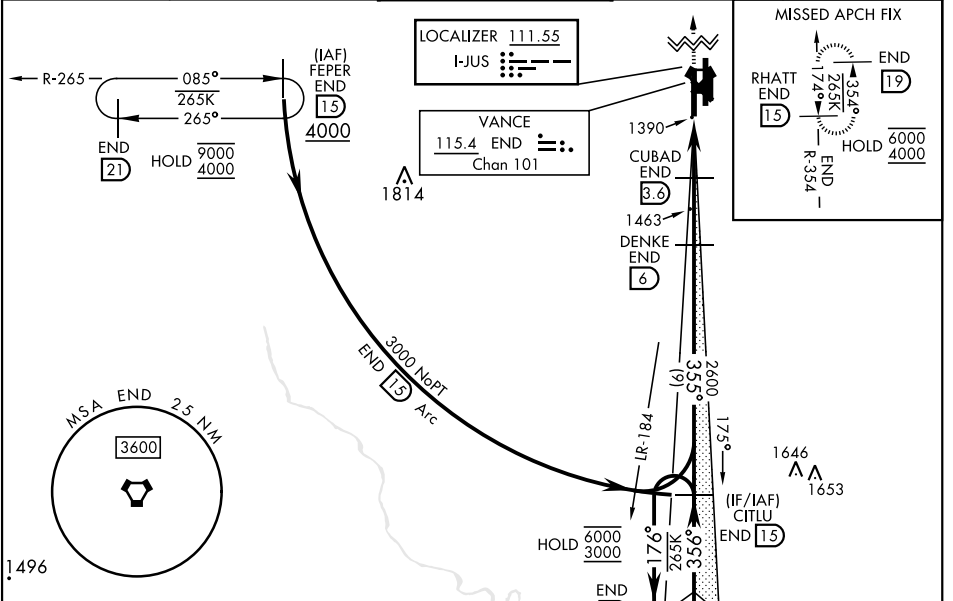 R-265
085°
265K
265°
(IAF)
FEPER
END
15
4000
END
21
HOLD 9000
4000
LOCALIZER 111.55
I-JUS
VANCE
115.4 END
Chan 101
1814
1390
CUBAD
END
3.6
1463
DENKE
END
6
MISSED APCH FIX
END
19
RHATT
END
15
174°
265K
354°
HOLD 6000
4000
END
R-354
3000 NoPT
END 15 Arc
MSA END 25 NM
3600
1496
LR-184
(9)
355°
2600
175°
1646
1653
(IF/IAF)
CITLU
END 15
HOLD 6000
3000
176°
265K
356°
END